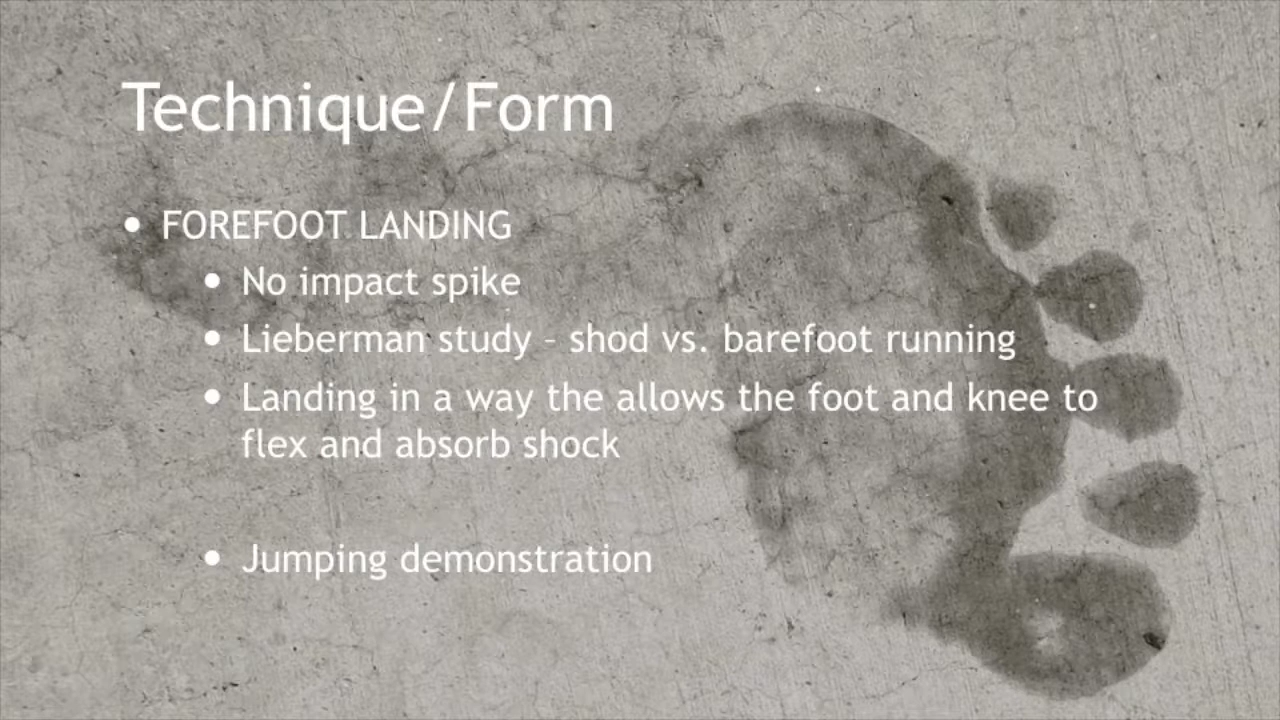 Technique/Form
• FOREFOOT LANDING
• No impact spike
• Lieberman study – shod vs. barefoot running
• Landing in a way the allows the foot and knee to
flex and absorb shock
• Jumping demonstration